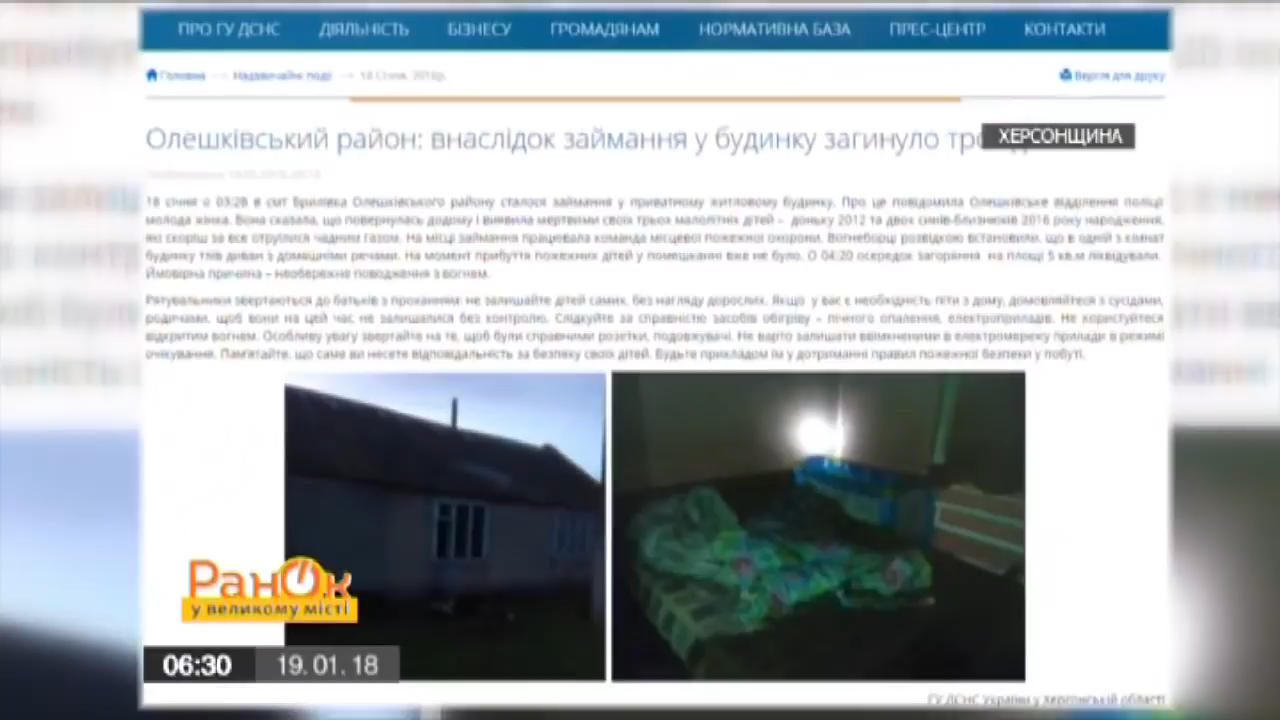 ПРО ГУ ДСНС ДІЯЛЬНІСТЬ БІЗНЕСУ ГРОМАДЯНАМ НОРМАТИВНА БАЗА ПРЕС-ЦЕНТР КОНТАКТИ
Головна Надзвичайні події 18 Січня, 2018р. Версія для друку
Олешківський район: внаслідок займання у будинку загинуло
ХЕРСОНЩИНА
18 січня о 03:28 в смт Брилівка Олешківського району сталося займання у приватному житловому будинку. Про це повідомила Олешківське відділення поліції
молода жінка. Вона сказала, що повернулась додому і виявила мертвими своїх трьох малолітніх дітей – доньку 2012 та двох синів-близнюків 2016 року народження,
які скоріш за все отруїлися чадним газом. На місці займання працювала команда місцевої пожежної охорони. Вогнеборці розвідкою встановили, що в одній з кімнат
будинку тлів диван з домашніми речами. На момент прибуття пожежних дітей у помешканні вже не було. О 04:20 осередок загоряння на площі 5 кв.м ліквідували.
Ймовірна причина – необережне поводження з вогнем.
Рятувальники звертаються до батьків з проханням: не залишайте дітей самих, без нагляду дорослих. Якщо у вас є необхідність піти з дому, домовляйтеся з сусідами,
родичами, щоб вони на цей час не залишалися без контролю. Слідкуйте за справністю засобів обігріву – пічного опалення, електроприладів. Не користуйтеся
відкритим вогнем. Особливу увагу звертайте на те, щоб були справними розетки, подовжувачі. Не варто залишати ввімкненими в електромережу прилади в режимі
очікування. Пам'ятайте, що саме ви несете відповідальність за безпеку своїх дітей. Будьте прикладом їм у дотриманні правил пожежної безпеки у побуті.
Ранок
у великому місті
06:30 19. 01. 18
ГУ ДСНС України у Херсонській області